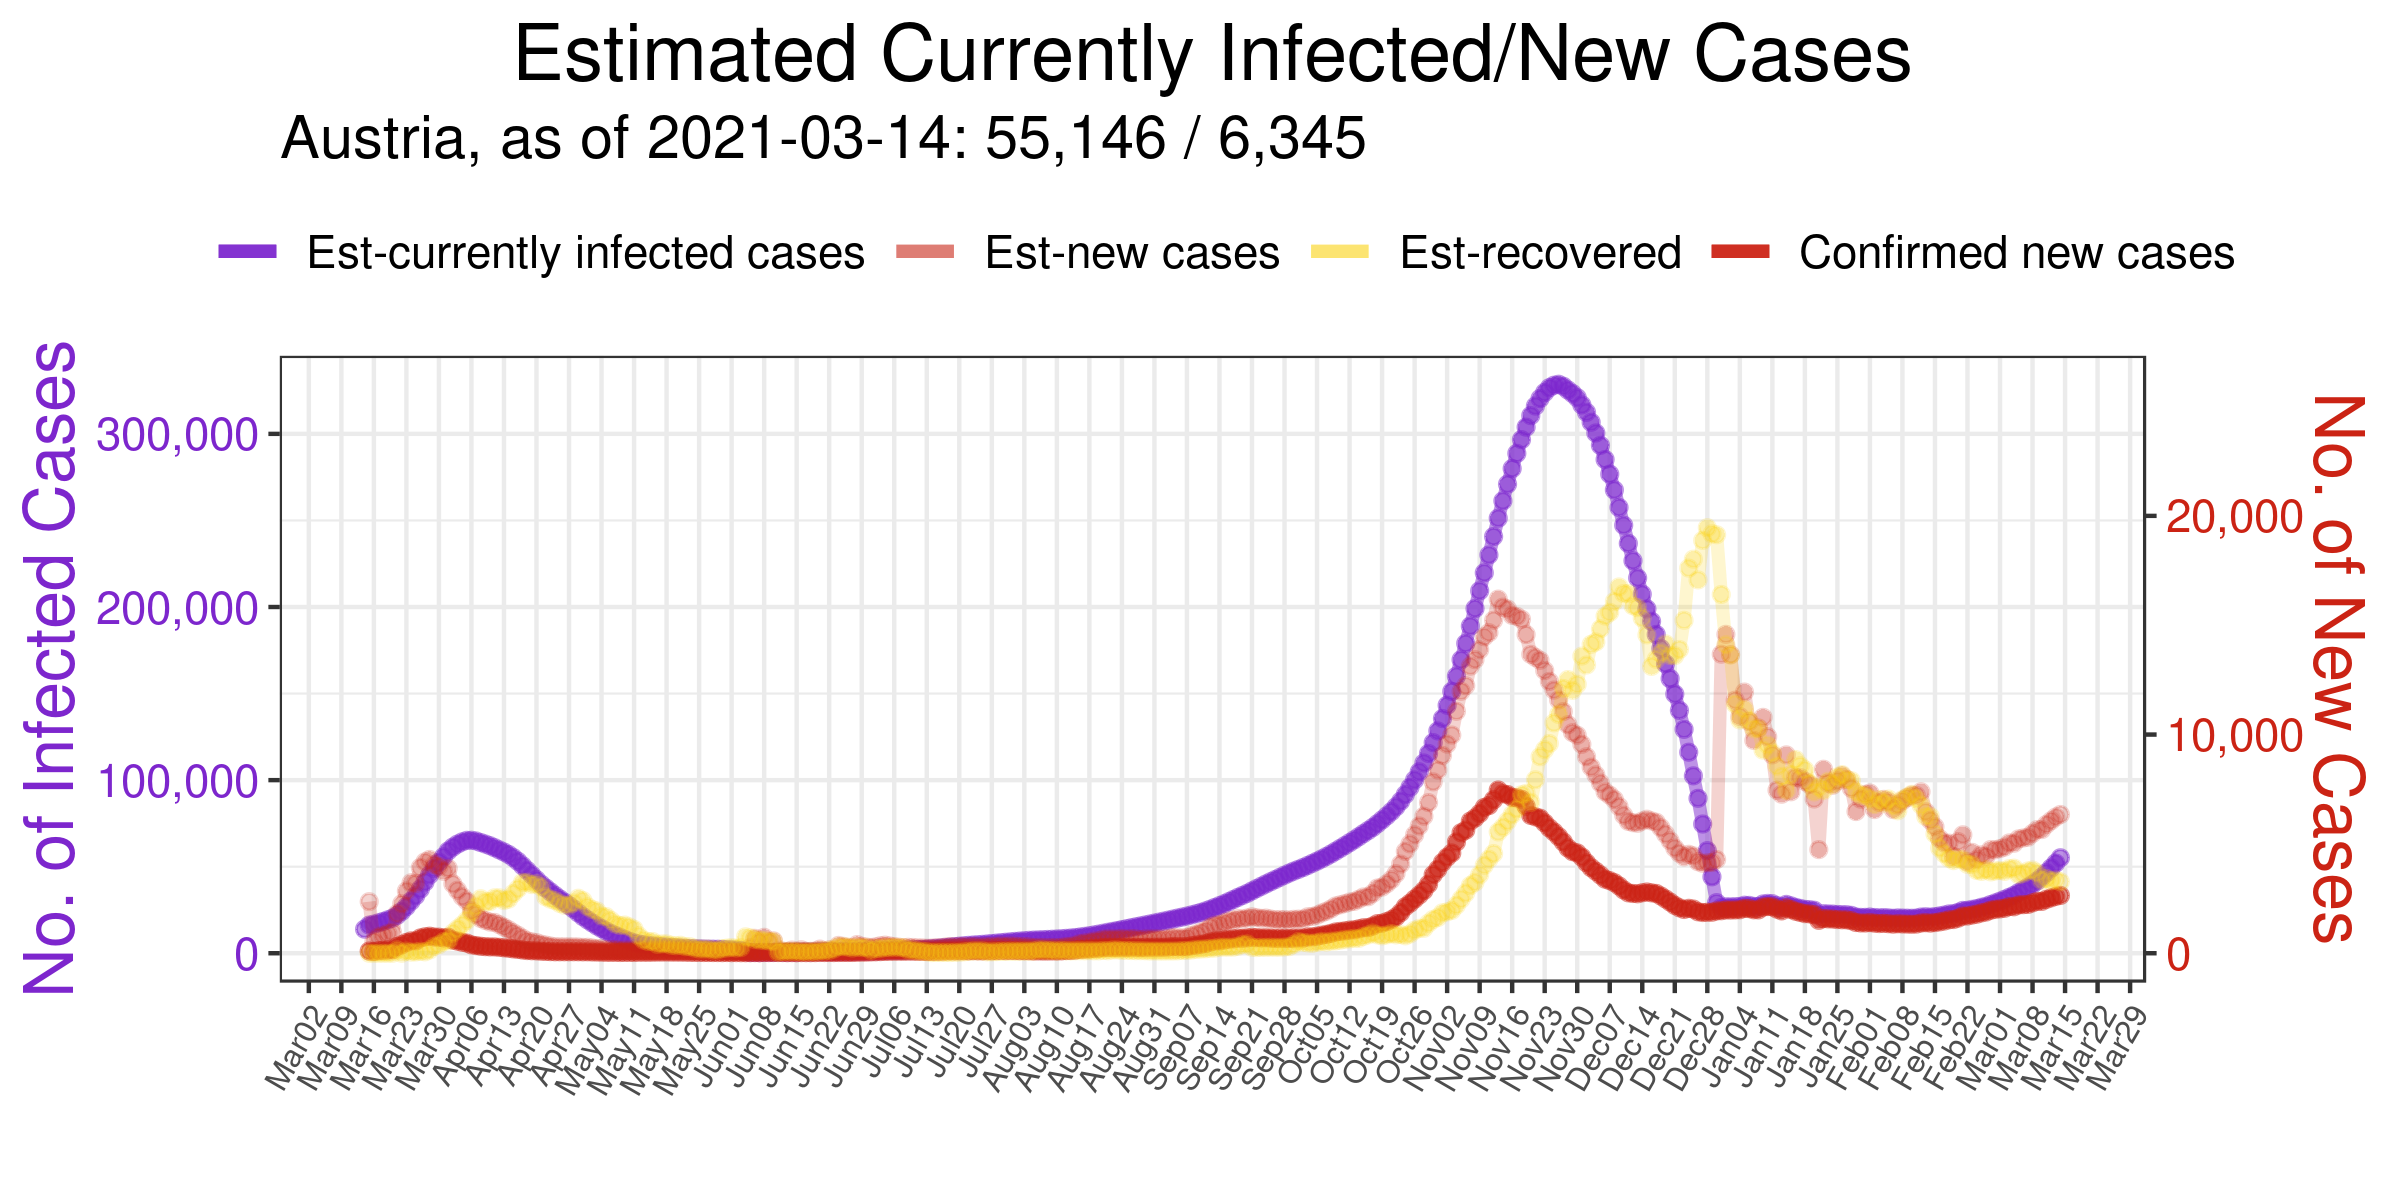 Estimated Currently Infected/New Cases
Austria, as of 2021-03-14: 55,146 / 6,345
Est-currently infected cases Est-new cases Est-recovered Confirmed new cases
No. of Infected Cases
300,000
200,000
100,000
0
20,000
10,000
0
No. of New Cases
Mar02 Mar09 Mar16 Mar23 Mar30 Apr06 Apr13 Apr20 Apr27 May04 May11 May18 May25 Jun01 Jun08 Jun15 Jun22 Jun29 Jul06 Jul13 Jul20 Jul27 Aug03 Aug10 Aug17 Aug24 Aug31 Sep07 Sep14 Sep21 Sep28 Oct05 Oct12 Oct19 Oct26 Nov02 Nov09 Nov16 Nov23 Nov30 Dec07 Dec14 Dec21 Dec28 Jan04 Jan11 Jan18 Jan25 Feb01 Feb08 Feb15 Feb22 Mar01 Mar08 Mar15 Mar22 Mar29